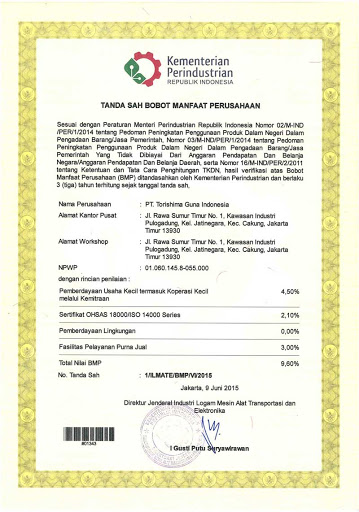 Kementerian
Perindustrian
REPUBLIK INDONESIA
TANDA SAH BOBOT MANFAAT PERUSAHAAN
Sesuai dengan Peraturan Menteri Perindustrian Republik Indonesia Nomor 02/M-IND
/PER/1/2014 tentang Pedoman Peningkatan Penggunaan Produk Dalam Negeri Dalam
Pengadaan Barang/Jasa Pemerintah, Nomor 03/M-IND/PER/1/2014 tentang Pedoman
Peningkatan Penggunaan Produk Dalam Negeri Dalam Pengadaan Barang/Jasa
Pemerintah Yang Tidak Dibiayai Dari Anggaran Pendapatan Dan Belanja
Negara/Anggaran Pendapatan Dan Belanja Daerah, serta Nomor 16/M-IND/PER/2/2011
tentang Ketentuan dan Tata Cara Penghitungan TKDN, hasil verifikasi atas Bobot
Manfaat Perusahaan (BMP) ditandasahkan oleh Kementerian Perindustrian dan berlaku
3 (tiga) tahun terhitung sejak tanggal tanda sah,
Nama Perusahaan : PT. Torishima Guna Indonesia
Alamat Kantor Pusat : Jl. Rawa Sumur Timur No. 1, Kawasan Industri
Pulogadung, Kel. Jatinegara, Kec. Cakung, Jakarta
Timur 13930
Alamat Workshop : Jl. Rawa Sumur Timur No. 1, Kawasan Industri
Pulogadung, Kel. Jatinegara, Kec. Cakung, Jakarta
Timur 13930
NPWP : 01.060.145.8-055.000
dengan rincian penilaian :
Pemberdayaan Usaha Kecil termasuk Koperasi Kecil 4,50%
melalui Kemitraan
Sertifikat OHSAS 18000/ISO 14000 Series 2,10%
Pemberdayaan Lingkungan 0,00%
Fasilitas Pelayanan Purna Jual 3,00%
Total Nilai BMP 9,60%
No. Tanda Sah : 1/ILMATE/BMP/VI/2015
Jakarta, 9 Juni 2015
Direktur Jenderal Industri Logam Mesin Alat Transportasi dan
Elektronika
#01343
I Gusti Putu Suryawirawan